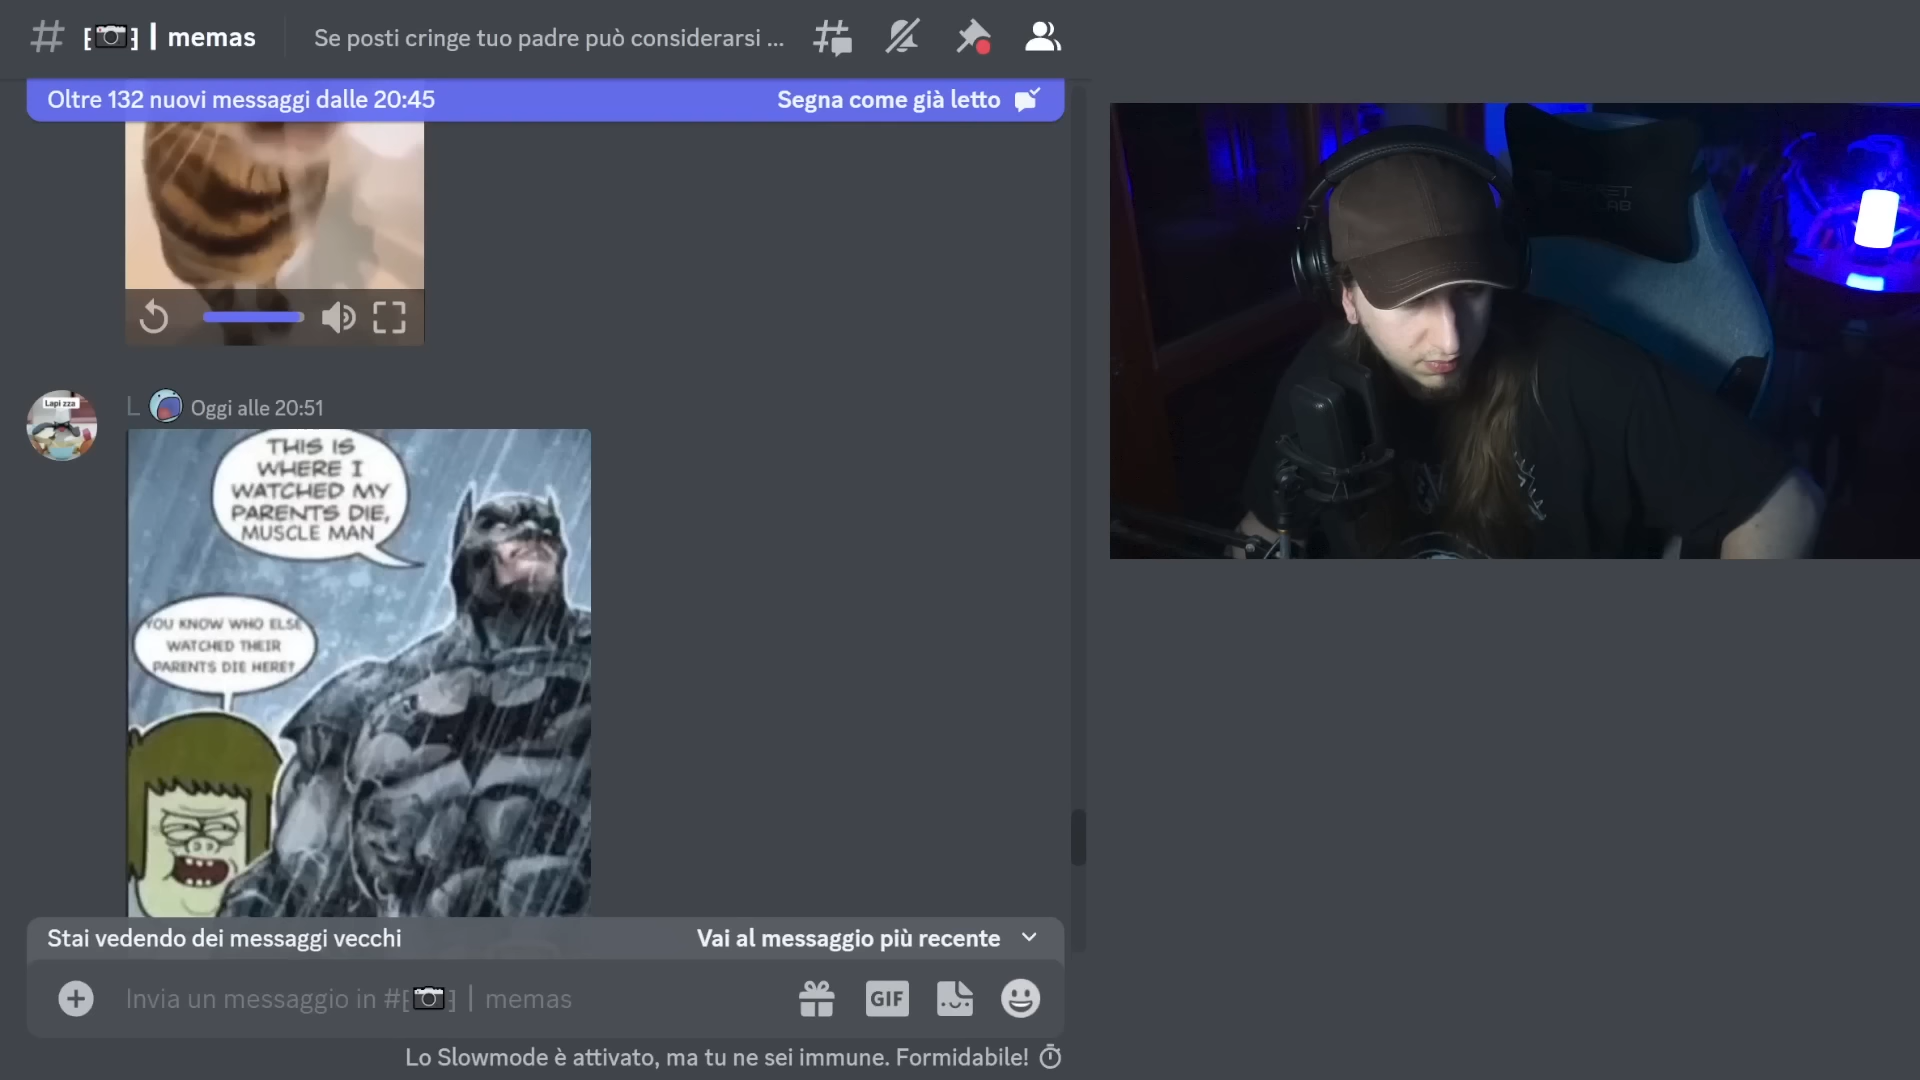 memas
Se posti cringe tuo padre può considerarsi ...
Oltre 132 nuovi messaggi dalle 20:45
Segna come già letto
Lapi zza
L
Oggi alle 20:51
THIS IS
WHERE I
WATCHED MY
PARENTS DIE,
MUSCLE MAN
YOU KNOW WHO ELSE
WATCHED THEIR
PARENTS DIE HERE?
Stai vedendo dei messaggi vecchi
Vai al messaggio più recente
Invia un messaggio in #[📷] | memas
GIF
Lo Slowmode è attivato, ma tu ne sei immune. Formidabile!